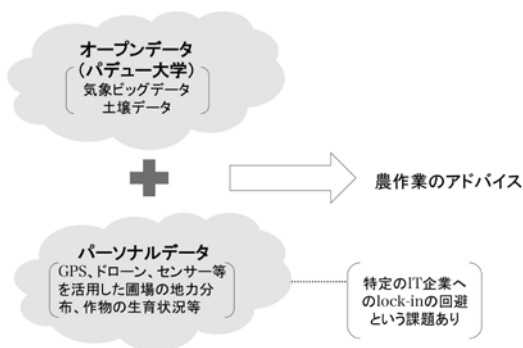 オープンデータ
（パデュー大学）
気象ビッグデータ
土壌データ
農作業のアドバイス
パーソナルデータ
GPS、ドローン、センサー等
を活用した圃場の地力分
布、作物の生育状況等
特定のIT企業へ
のlock-inの回避
という課題あり